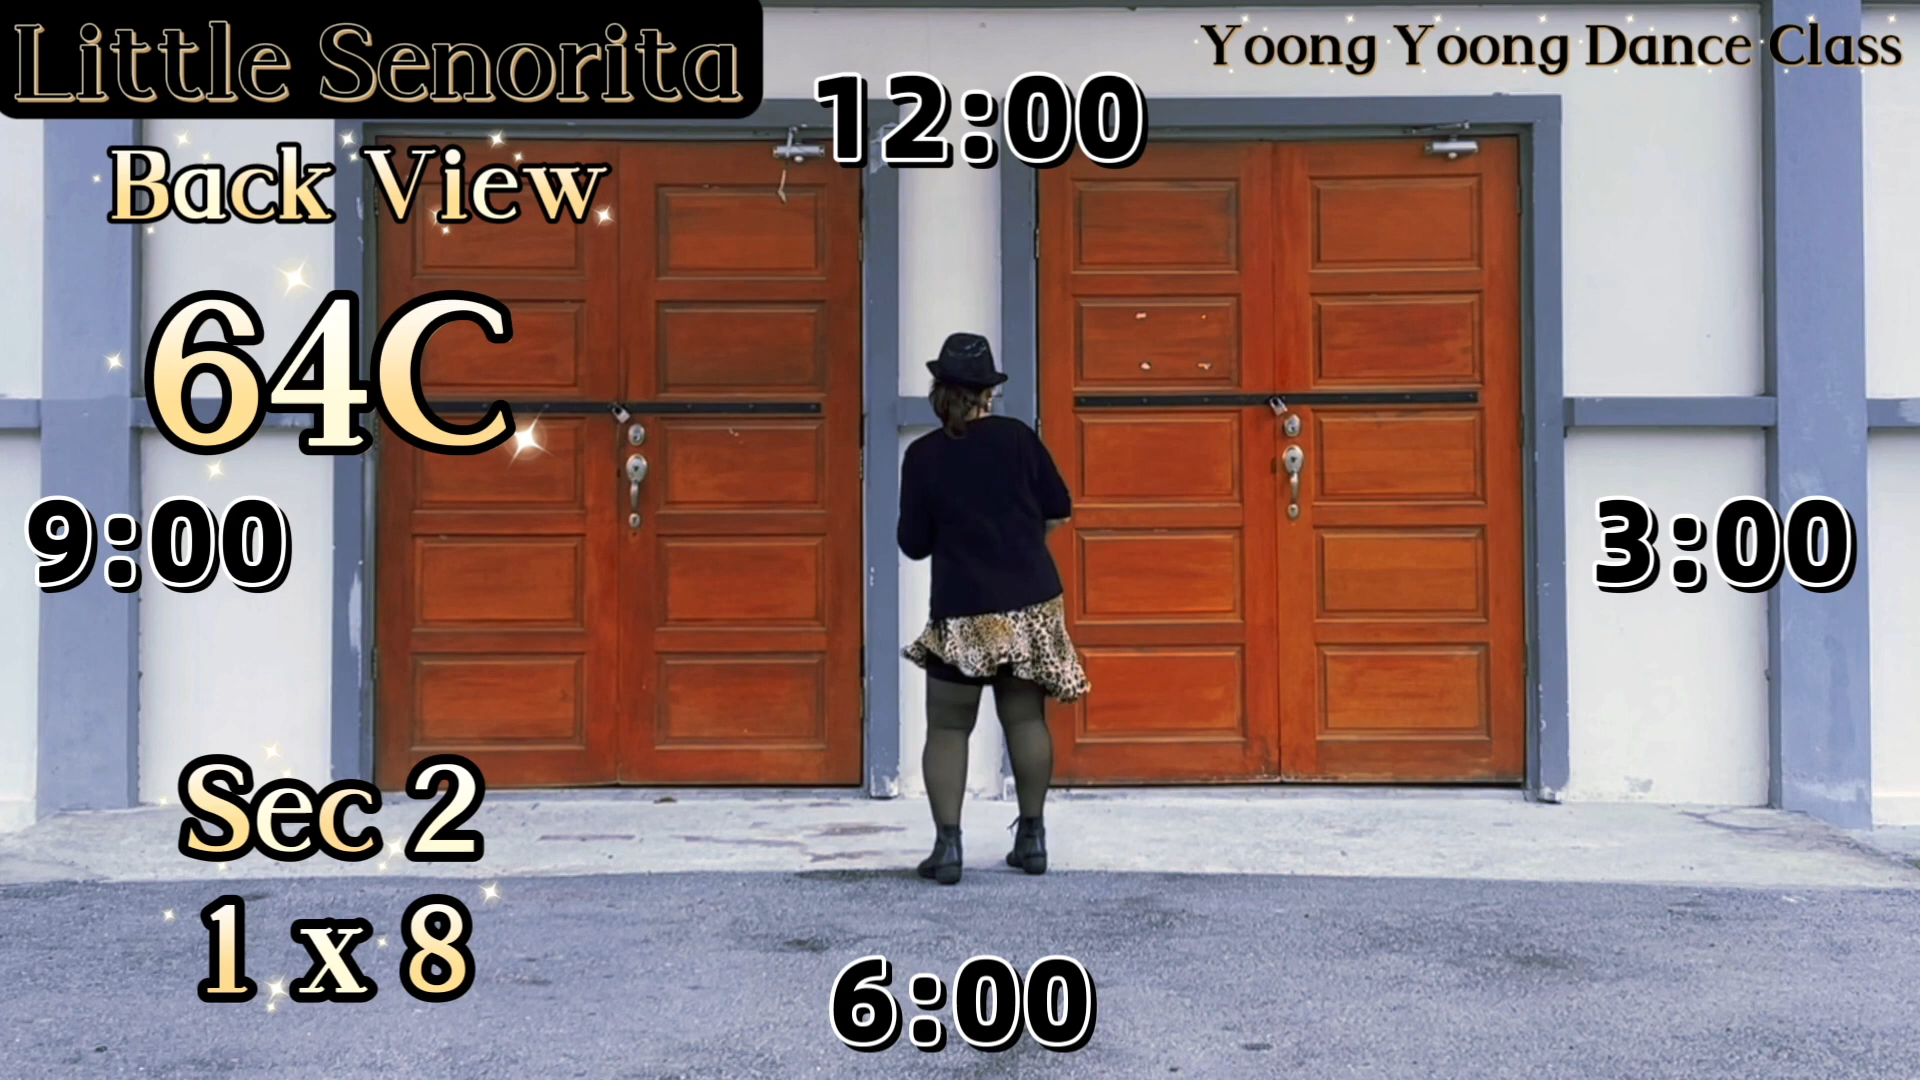 Little Senorita
Yoong Yoong Dance Class
12:00
Back View
64C
9:00
3:00
Sec 2
1 x 8
6:00